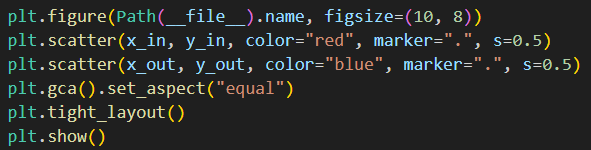 plt.figure(Path(__file__).name, figsize=(10, 8))
plt.scatter(x_in, y_in, color="red", marker=".", s=0.5)
plt.scatter(x_out, y_out, color="blue", marker=".", s=0.5)
plt.gca().set_aspect("equal")
plt.tight_layout()
plt.show()